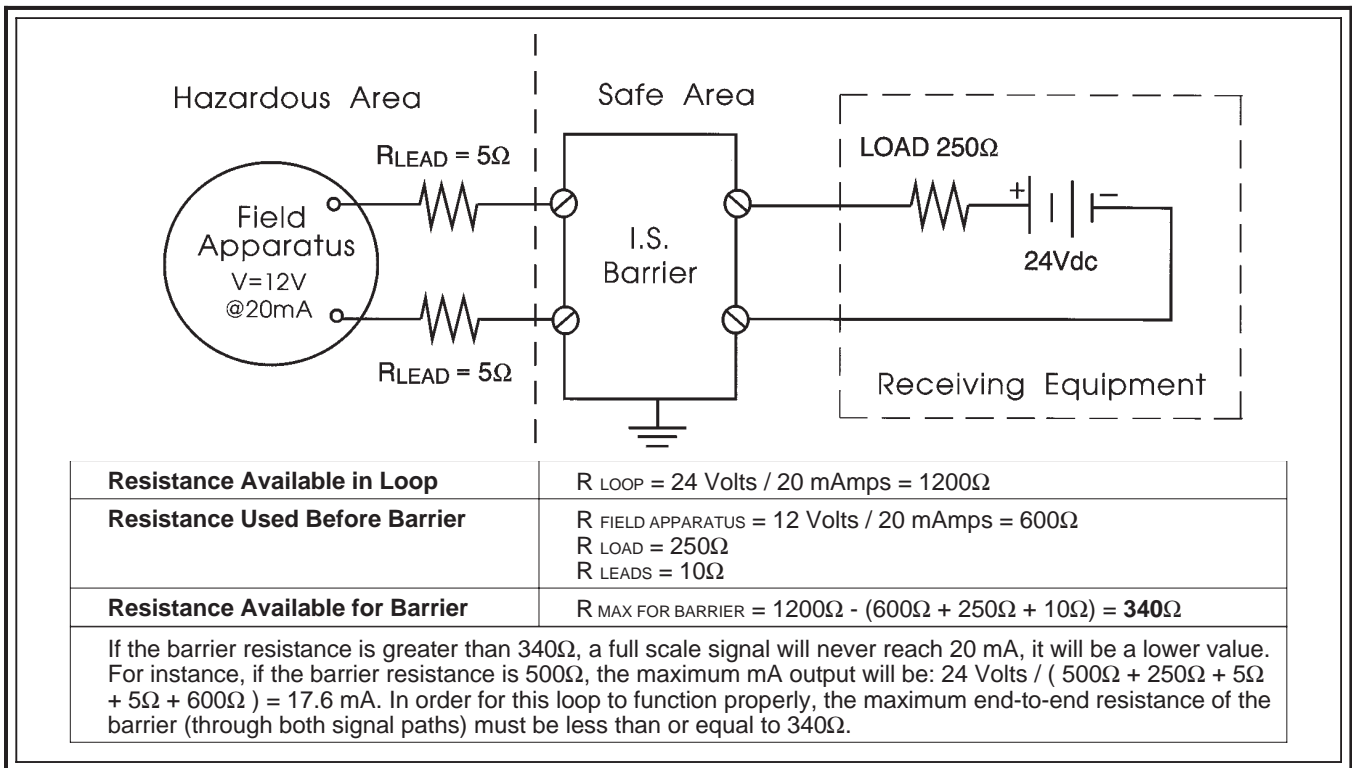 Hazardous Area
Safe Area
RLEAD = 5Ω
LOAD 250Ω
+
−
Field
Apparatus
V=12V
@20mA
I.S.
Barrier
24Vdc
RLEAD = 5Ω
Receiving Equipment
Resistance Available in Loop
R LOOP = 24 Volts / 20 mAmps = 1200Ω
Resistance Used Before Barrier
R FIELD APPARATUS = 12 Volts / 20 mAmps = 600Ω
R LOAD = 250Ω
R LEADS = 10Ω
Resistance Available for Barrier
R MAX FOR BARRIER = 1200Ω - (600Ω + 250Ω + 10Ω) = 340Ω
If the barrier resistance is greater than 340Ω, a full scale signal will never reach 20 mA, it will be a lower value.
For instance, if the barrier resistance is 500Ω, the maximum mA output will be: 24 Volts / ( 500Ω + 250Ω + 5Ω
+ 5Ω + 600Ω ) = 17.6 mA. In order for this loop to function properly, the maximum end-to-end resistance of the
barrier (through both signal paths) must be less than or equal to 340Ω.